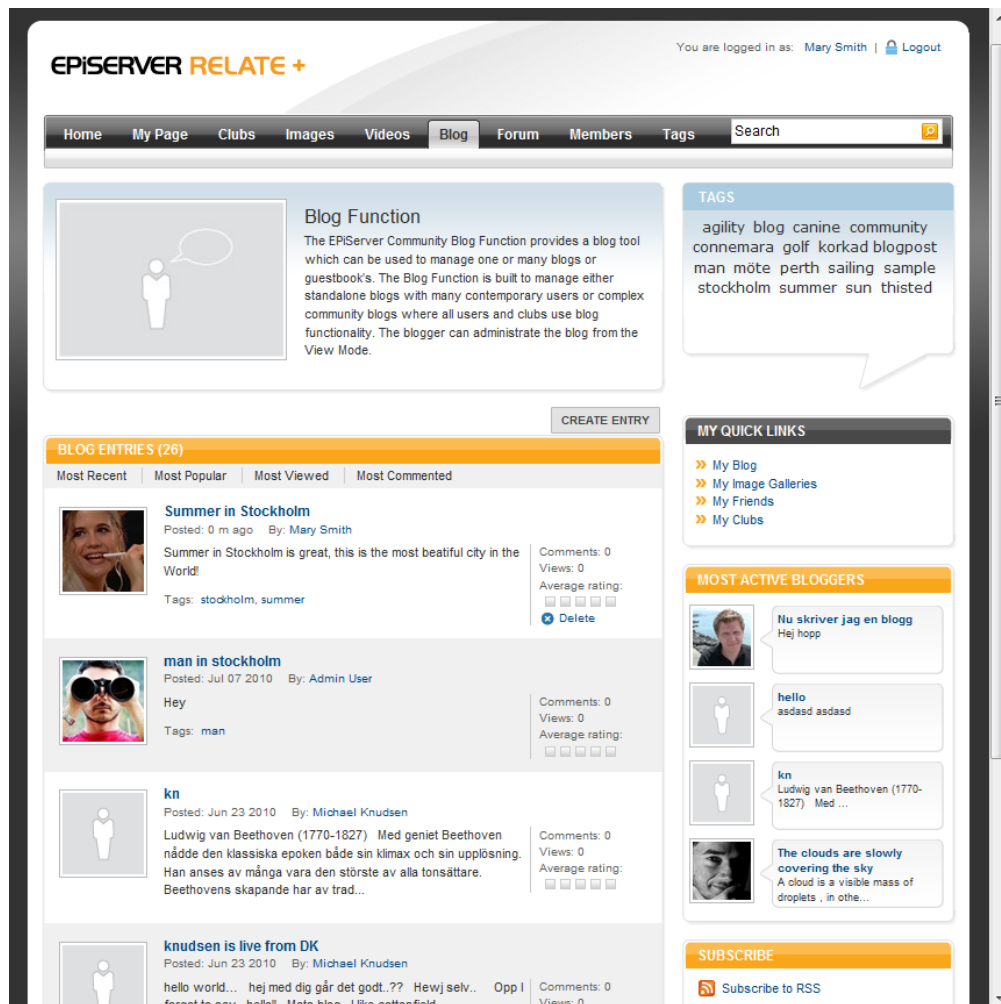 You are logged in as: Mary Smith | Logout
EPiSERVER RELATE +
Home My Page Clubs Images Videos Blog Forum Members Tags Search
Blog Function
The EPiServer Community Blog Function provides a blog tool
which can be used to manage one or many blogs or
guestbook's. The Blog Function is built to manage either
standalone blogs with many contemporary users or complex
community blogs where all users and clubs use blog
functionality. The blogger can administrate the blog from the
View Mode.
TAGS
agility blog canine community
connemara golf korkad blogpost
man möte perth sailing sample
stockholm summer sun thisted
CREATE ENTRY
BLOG ENTRIES (26)
Most Recent Most Popular Most Viewed Most Commented
Summer in Stockholm
Posted: 0 m ago By: Mary Smith
Summer in Stockholm is great, this is the most beatiful city in the
World!
Tags: stockholm, summer
Comments: 0
Views: 0
Average rating:
Delete
man in stockholm
Posted: Jul 07 2010 By: Admin User
Hey
Tags: man
Comments: 0
Views: 0
Average rating:
kn
Posted: Jun 23 2010 By: Michael Knudsen
Ludwig van Beethoven (1770-1827) Med geniet Beethoven
nådde den klassiska epoken både sin klimax och sin upplösning.
Han anses av många vara den störste av alla tonsättare.
Beethovens skapande har av trad...
Comments: 0
Views: 0
Average rating:
knudsen is live from DK
Posted: Jun 23 2010 By: Michael Knudsen
hello world... hej med dig går det godt..?? Hewj selv.. Opp I
Comments: 0
Views: 0
MY QUICK LINKS
My Blog
My Image Galleries
My Friends
My Clubs
MOST ACTIVE BLOGGERS
Nu skriver jag en blogg
Hej hopp
hello
asdasd asdasd
kn
Ludwig van Beethoven (1770-
1827) Med ...
The clouds are slowly
covering the sky
A cloud is a visible mass of
droplets , in othe...
SUBSCRIBE
Subscribe to RSS